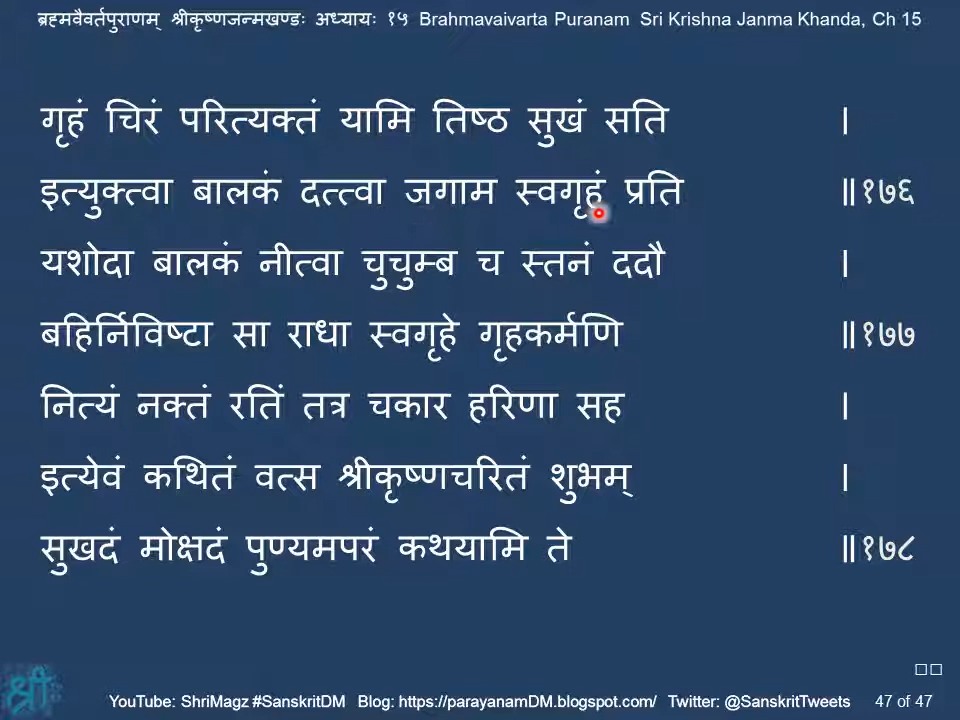 ब्रह्मवैवर्तपुराणम् श्रीकृष्णजन्मखण्डः अध्यायः १५ Brahmavaivarta Puranam Sri Krishna Janma Khanda, Ch 15
गृहं चिरं परित्यक्तं यामि तिष्ठ सुखं सति ।
इत्युक्त्वा बालकं दत्त्वा जगाम स्वगृहं प्रति ॥१७६
यशोदा बालकं नीत्वा चुचुम्ब च स्तनं ददौ ।
बहिर्निविष्टा सा राधा स्वगृहे गृहकर्मणि ॥१७७
नित्यं नक्तं रतिं तत्र चकार हरिणा सह ।
इत्येवं कथितं वत्स श्रीकृष्णचरितं शुभम् ।
सुखदं मोक्षदं पुण्यमपरं कथयामि ते ॥१७८
श्री
YouTube: ShriMagz #SanskritDM Blog: https://parayanamDM.blogspot.com/ Twitter: @SanskritTweets 47 of 47